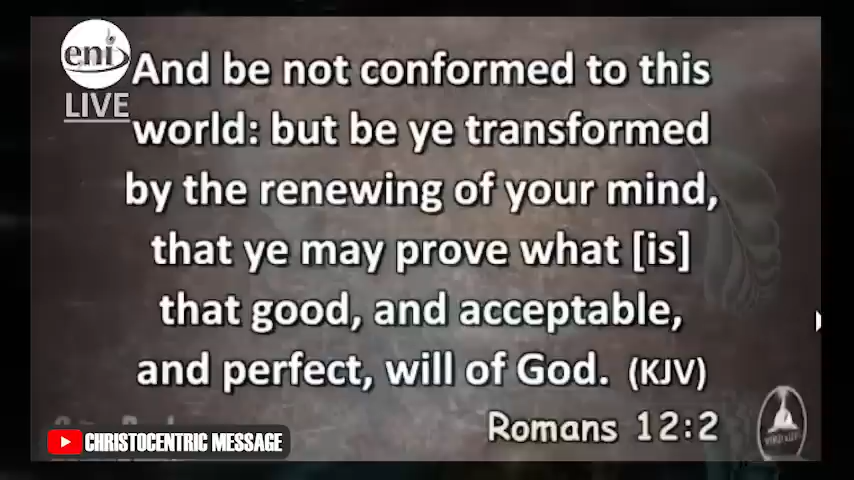 eni
LIVE
And be not conformed to this
world: but be ye transformed
by the renewing of your mind,
that ye may prove what [is]
that good, and acceptable,
and perfect, will of God. (KJV)
Romans 12:2
CHRISTOCENTRIC MESSAGE